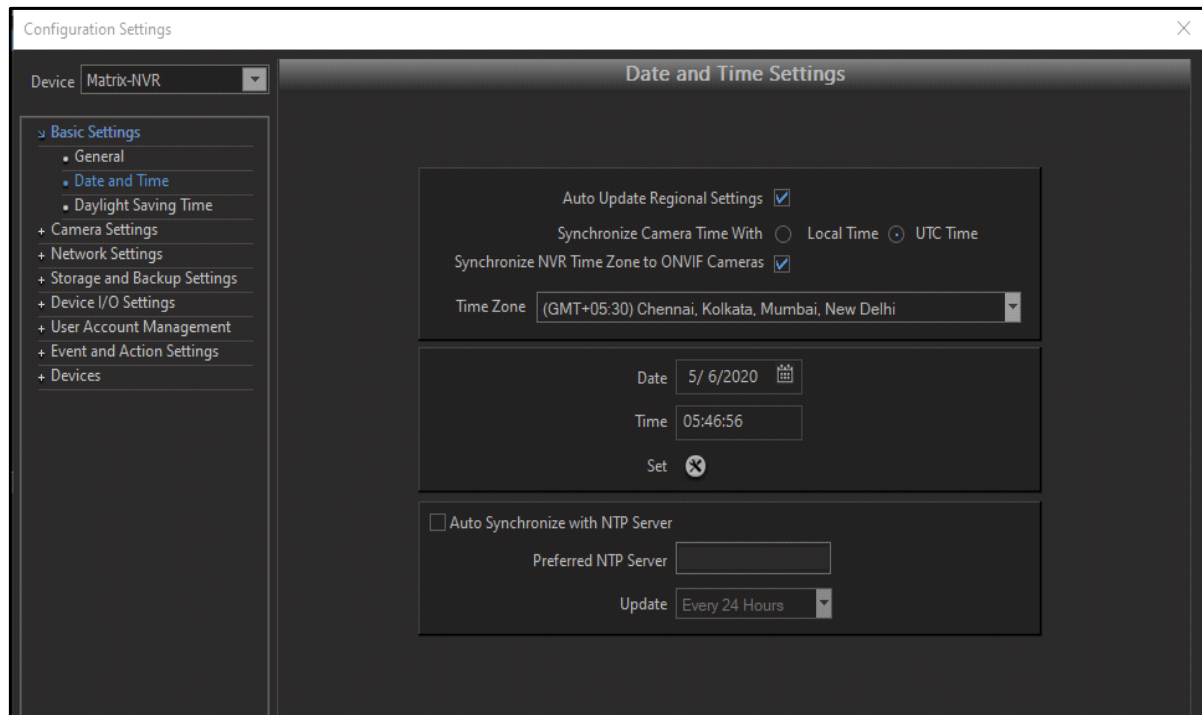 Configuration Settings
Device Matrix-NVR
Basic Settings
General
Date and Time
Daylight Saving Time
Camera Settings
Network Settings
Storage and Backup Settings
Device I/O Settings
User Account Management
Event and Action Settings
Devices
Date and Time Settings
Auto Update Regional Settings
Synchronize Camera Time With Local Time UTC Time
Synchronize NVR Time Zone to ONVIF Cameras
Time Zone (GMT+05:30) Chennai, Kolkata, Mumbai, New Delhi
Date 5/ 6/2020
Time 05:46:56
Set
Auto Synchronize with NTP Server
Preferred NTP Server
Update Every 24 Hours